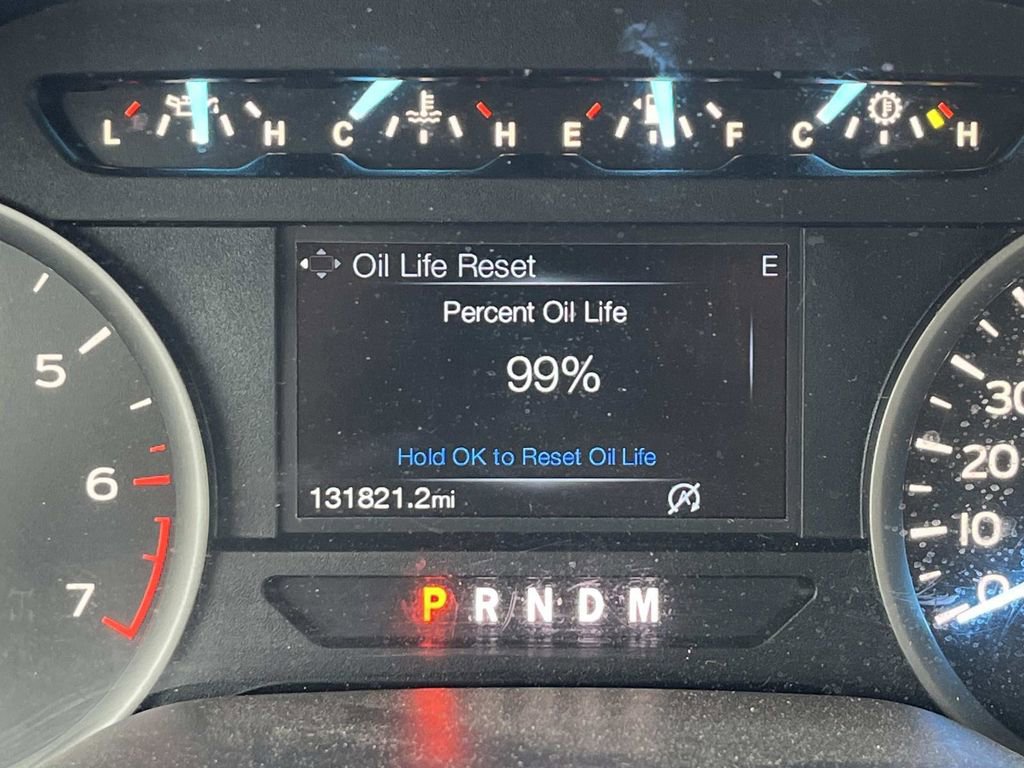 L H C H E F C H
Oil Life Reset E
Percent Oil Life
99%
Hold OK to Reset Oil Life
131821.2mi
P R N D M
5
6
7
30
20
10
0